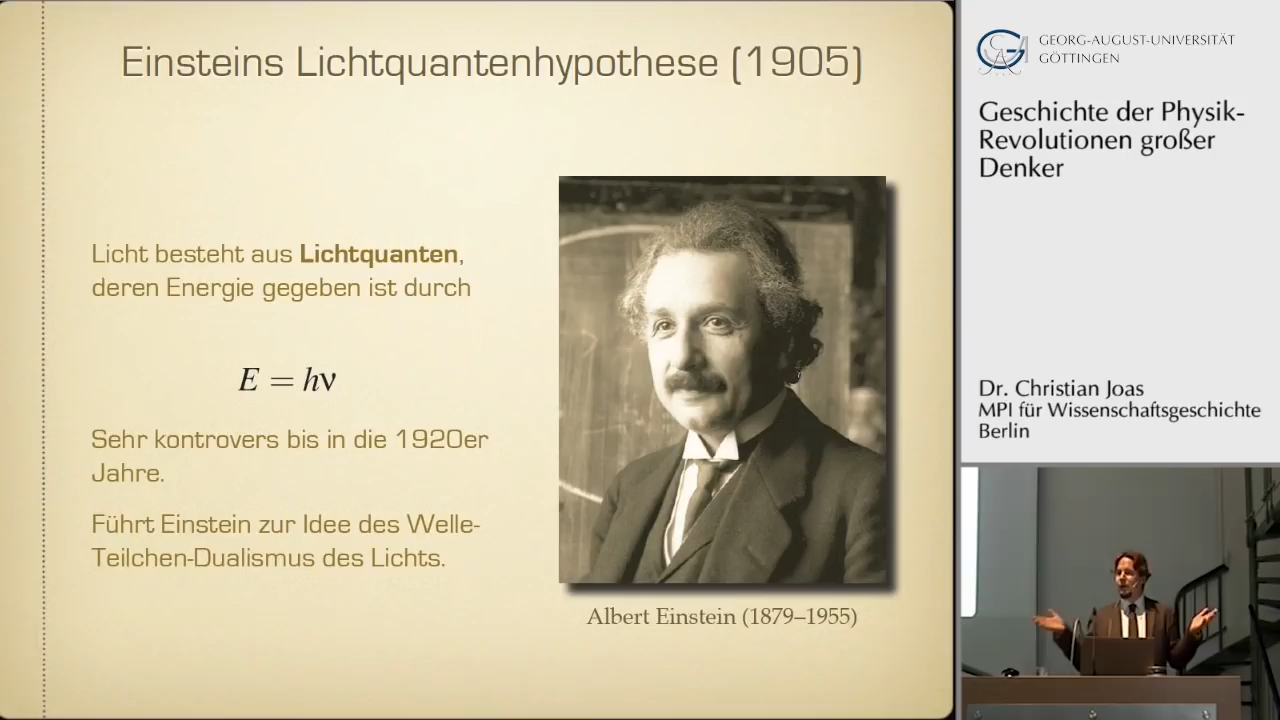 Einsteins Lichtquantenhypothese (1905)
Licht besteht aus Lichtquanten,
deren Energie gegeben ist durch
E = hν
Sehr kontrovers bis in die 1920er
Jahre.
Führt Einstein zur Idee des Welle-
Teilchen-Dualismus des Lichts.
Albert Einstein (1879–1955)
GEORG-AUGUST-UNIVERSITÄT
GÖTTINGEN
Geschichte der Physik-
Revolutionen großer
Denker
Dr. Christian Joas
MPI für Wissenschaftsgeschichte
Berlin